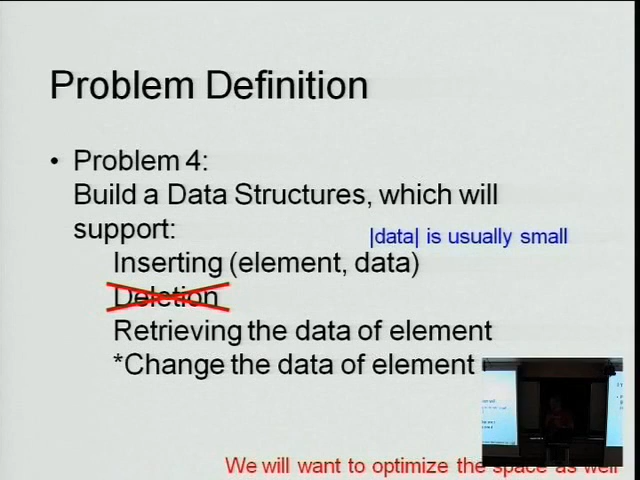 Problem Definition
• Problem 4:
Build a Data Structures, which will
support:
|data| is usually small
Inserting (element, data)
Deletion
Retrieving the data of element
*Change the data of element
We will want to optimize the space as well